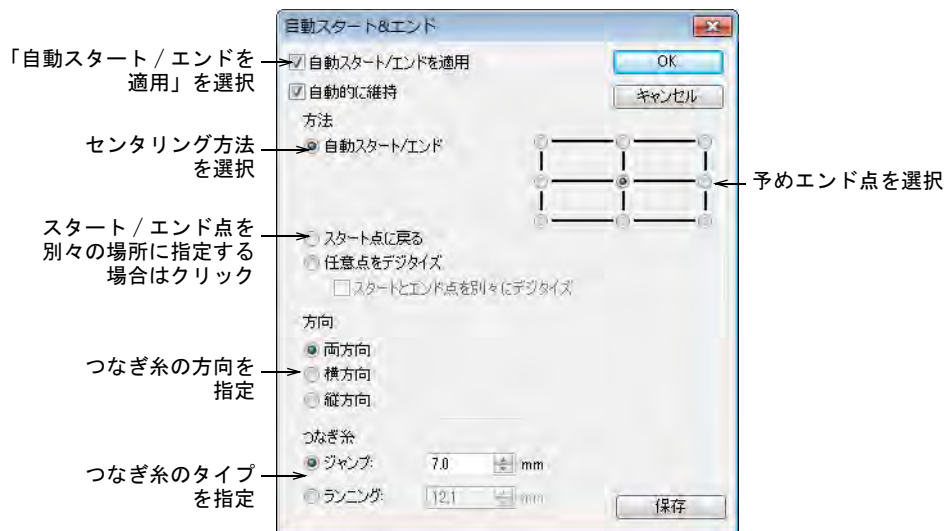 自動スタート&エンド
「自動スタート / エンドを
適用」を選択
自動スタート/エンドを適用
OK
自動的に維持
キャンセル
方法
センタリング方法
を選択
自動スタート/エンド
予めエンド点を選択
スタート / エンド点を
別々の場所に指定する
場合はクリック
スタート点に戻る
任意点をデジタイズ
スタートとエンド点を別々にデジタイズ
方向
両方向
つなぎ糸の方向を
指定
横方向
縦方向
つなぎ糸
つなぎ糸のタイプ
を指定
ジャンプ: 7.0 mm
ランニング: 12.1 mm
保存